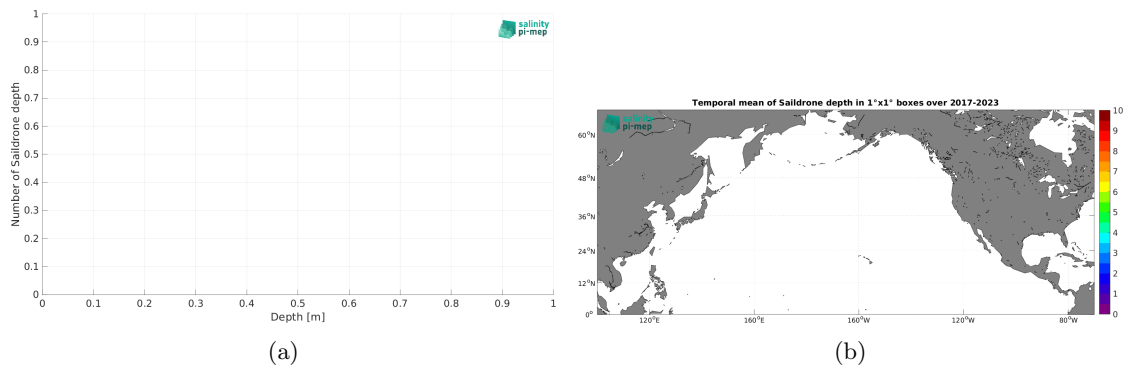 salinity
pi-mep
1
0.9
0.8
0.7
0.6
0.5
0.4
0.3
0.2
0.1
0
Number of Saildrone depth
0 0.1 0.2 0.3 0.4 0.5 0.6 0.7 0.8 0.9 1
Depth [m]
(a)
Temporal mean of Saildrone depth in 1°x1° boxes over 2017-2023
salinity
pi-mep
60°N
48°N
36°N
24°N
12°N
0°
120°E 160°E 160°W 120°W 80°W
10
9
8
7
6
5
4
3
2
1
0
(b)